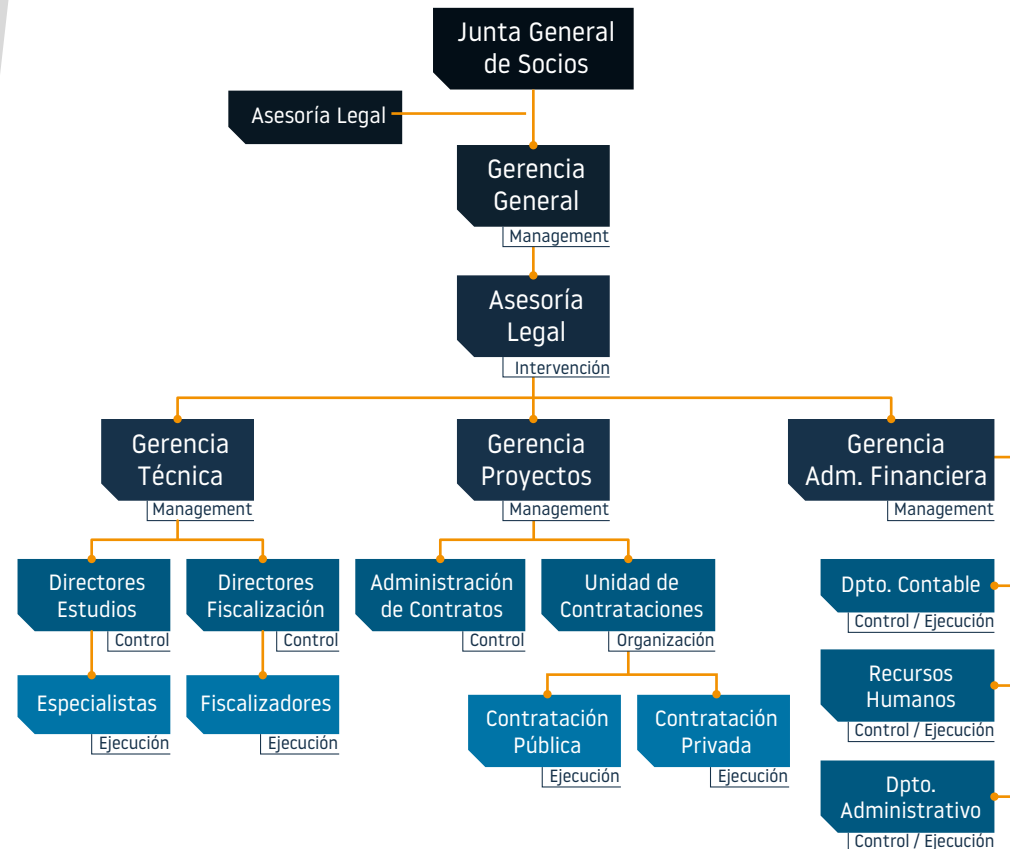 Junta General
de Socios
Asesoría Legal
Gerencia
General
Management
Asesoría
Legal
Intervención
Gerencia
Técnica
Management
Gerencia
Proyectos
Management
Gerencia
Adm. Financiera
Management
Directores
Estudios
Control
Directores
Fiscalización
Control
Administración
de Contratos
Control
Unidad de
Contrataciones
Organización
Dpto. Contable
Control / Ejecución
Especialistas
Ejecución
Fiscalizadores
Ejecución
Contratación
Pública
Ejecución
Contratación
Privada
Ejecución
Recursos
Humanos
Control / Ejecución
Dpto.
Administrativo
Control / Ejecución